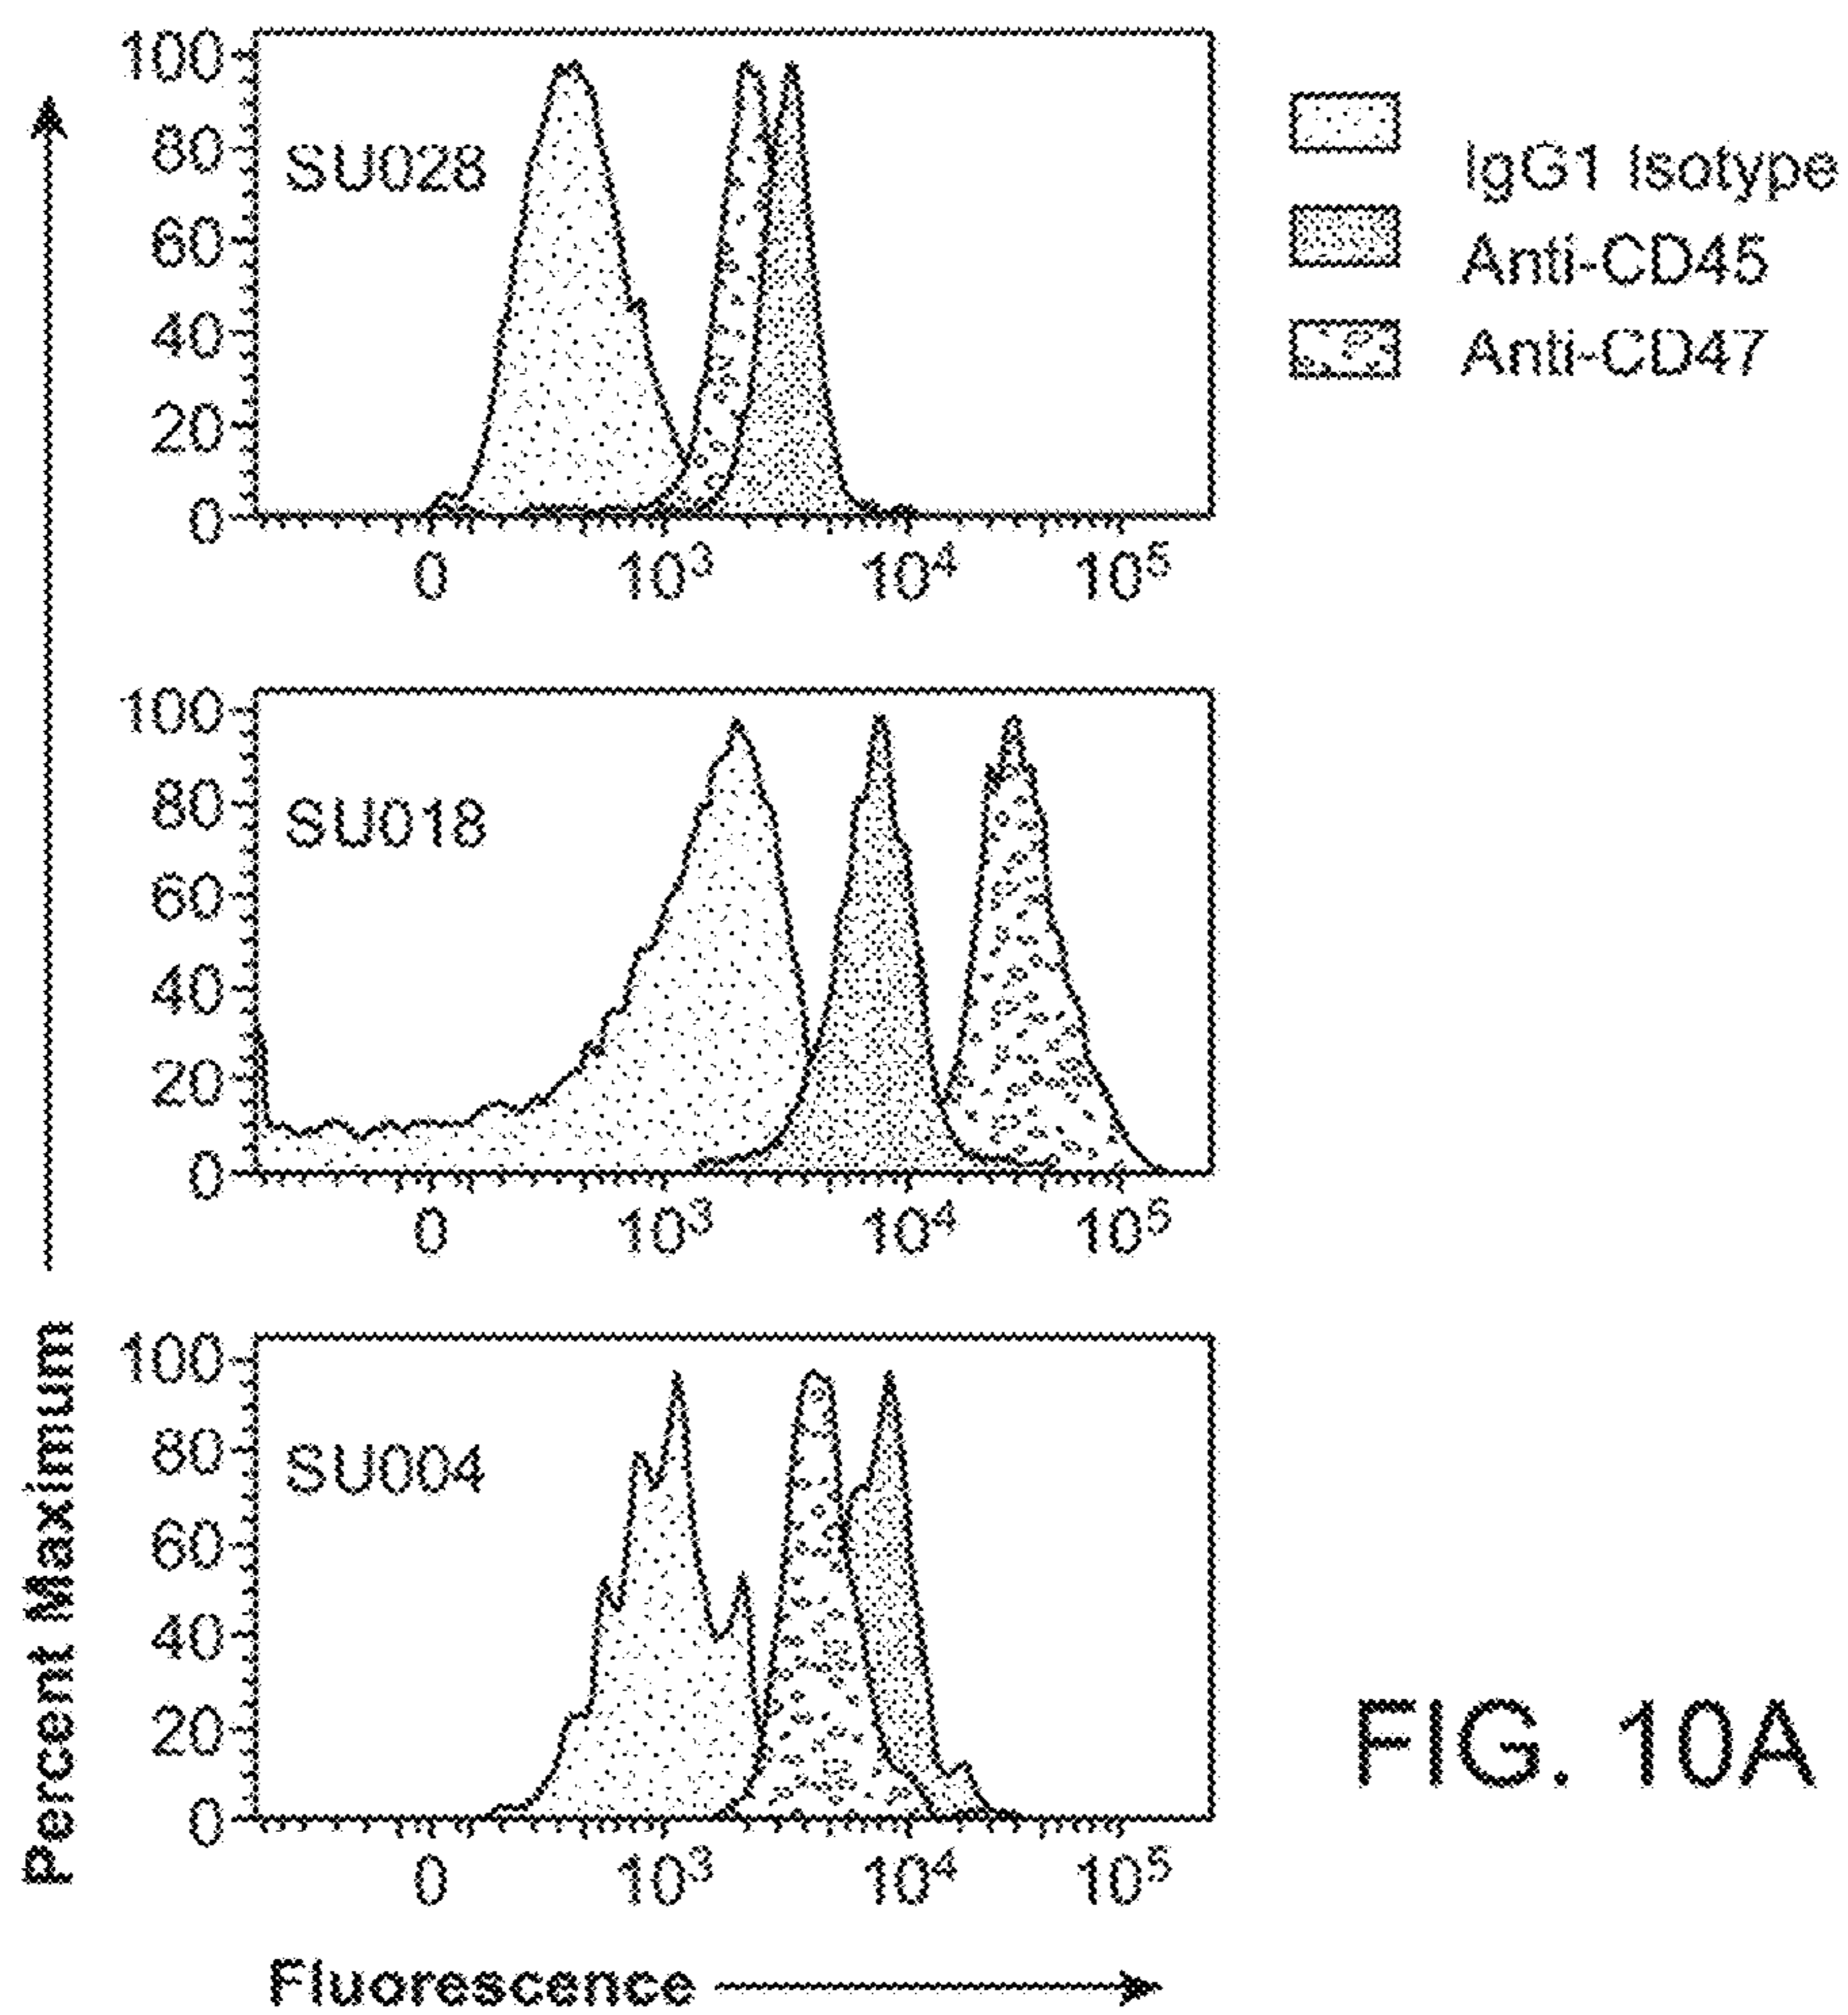 100
80
60
40
20
0
SU028
0 10³ 10⁴ 10⁵
IgG1 Isotype
Anti-CD45
Anti-CD47
100
80
60
40
20
0
SU018
0 10³ 10⁴ 10⁵
100
80
60
40
20
0
SU004
0 10³ 10⁴ 10⁵
Percent Maximum
Fluorescence
FIG. 10A